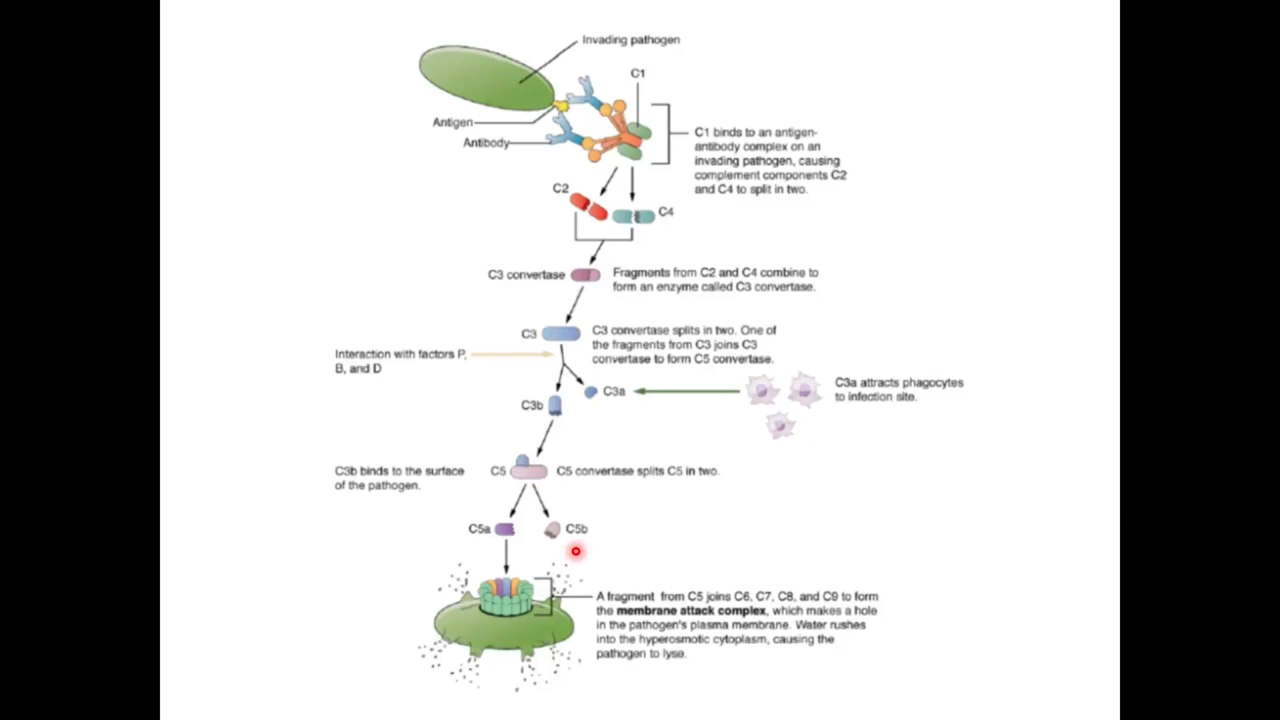 Invading pathogen
C1
Antigen
Antibody
C1 binds to an antigen-
antibody complex on an
invading pathogen, causing
complement components C2
and C4 to split in two.
C2
C4
C3 convertase
Fragments from C2 and C4 combine to
form an enzyme called C3 convertase.
C3
C3 convertase splits in two. One of
the fragments from C3 joins C3
convertase to form C5 convertase.
Interaction with factors P,
B, and D
C3a
C3a attracts phagocytes
to infection site.
C3b
C3b binds to the surface
of the pathogen.
C5
C5 convertase splits C5 in two.
C5a
C5b
A fragment from C5 joins C6, C7, C8, and C9 to form
the membrane attack complex, which makes a hole
in the pathogen's plasma membrane. Water rushes
into the hyperosmotic cytoplasm, causing the
pathogen to lyse.